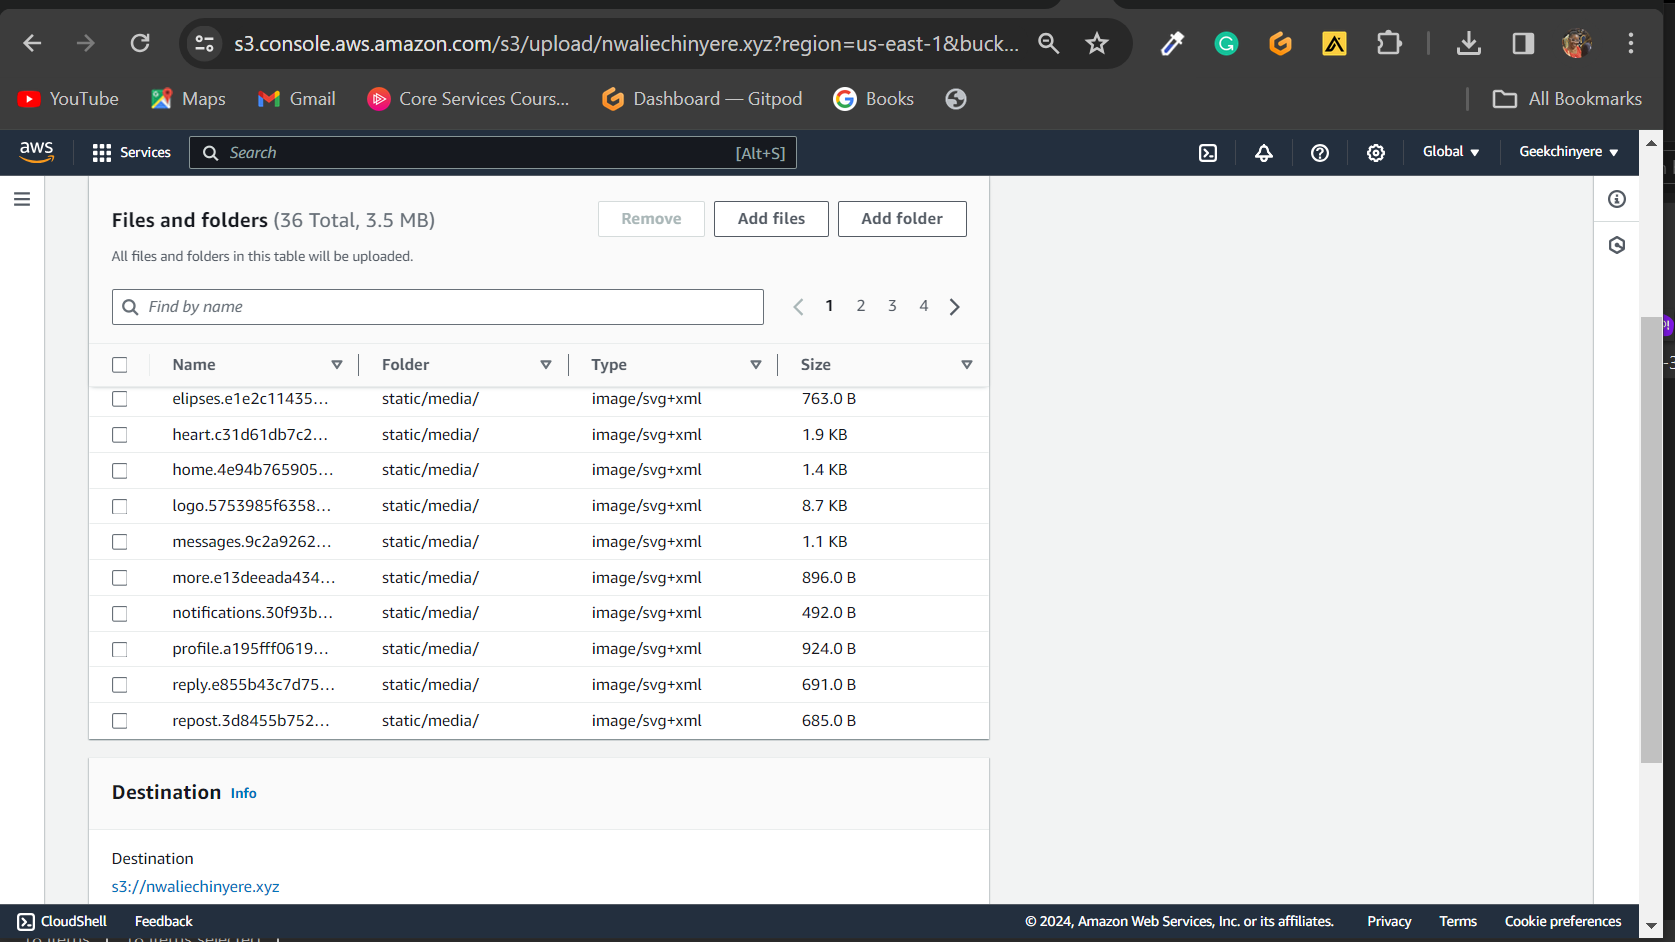 s3.console.aws.amazon.com/s3/upload/nwaliechinyere.xyz?region=us-east-1&buck...
YouTube Maps Gmail Core Services Cours... Dashboard — Gitpod Books All Bookmarks
aws Services Search [Alt+S] Global Geekchinyere
Files and folders (36 Total, 3.5 MB) Remove Add files Add folder
All files and folders in this table will be uploaded.
Find by name 1 2 3 4
Name Folder Type Size
elipses.e1e2c11435... static/media/ image/svg+xml 763.0 B
heart.c31d61db7c2... static/media/ image/svg+xml 1.9 KB
home.4e94b765905... static/media/ image/svg+xml 1.4 KB
logo.5753985f6358... static/media/ image/svg+xml 8.7 KB
messages.9c2a9262... static/media/ image/svg+xml 1.1 KB
more.e13deeada434... static/media/ image/svg+xml 896.0 B
notifications.30f93b... static/media/ image/svg+xml 492.0 B
profile.a195fff0619... static/media/ image/svg+xml 924.0 B
reply.e855b43c7d75... static/media/ image/svg+xml 691.0 B
repost.3d8455b752... static/media/ image/svg+xml 685.0 B
Destination Info
Destination
s3://nwaliechinyere.xyz
CloudShell Feedback © 2024, Amazon Web Services, Inc. or its affiliates. Privacy Terms Cookie preferences